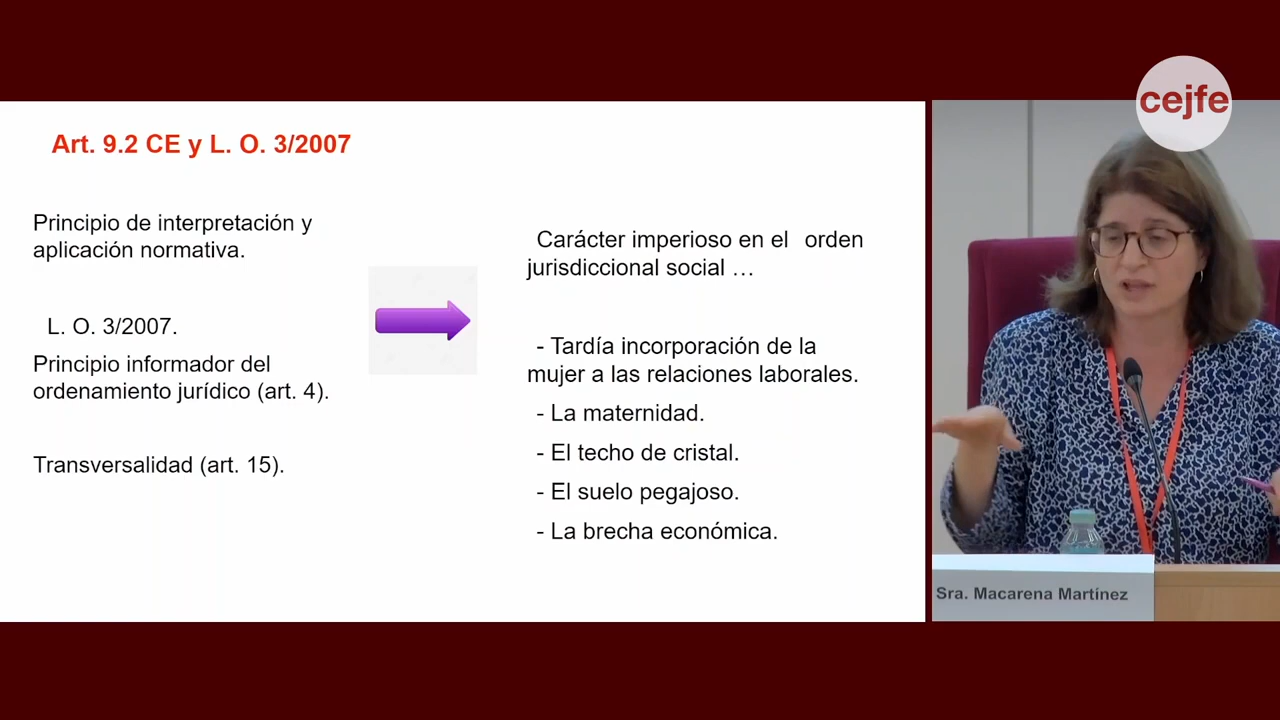 cejfe
Art. 9.2 CE y L. O. 3/2007
Principio de interpretación y
aplicación normativa.
L. O. 3/2007.
Principio informador del
ordenamiento jurídico (art. 4).
Transversalidad (art. 15).
Carácter imperioso en el orden
jurisdiccional social …
- Tardía incorporación de la
mujer a las relaciones laborales.
- La maternidad.
- El techo de cristal.
- El suelo pegajoso.
- La brecha económica.
Sra. Macarena Martínez